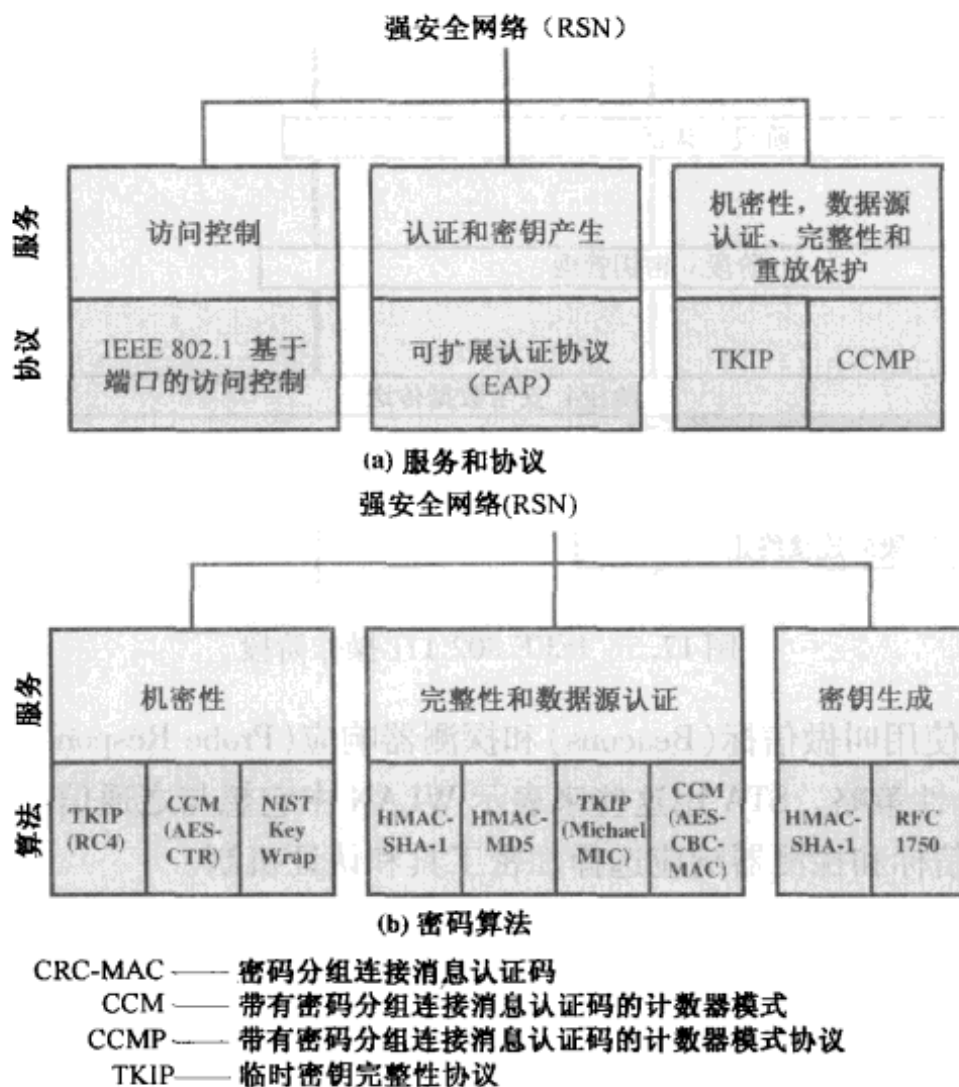 强安全网络（RSN）
服务
访问控制
认证和密钥产生
机密性，数据源
认证、完整性和
重放保护
协议
IEEE 802.1 基于
端口的访问控制
可扩展认证协议
（EAP）
TKIP
CCMP
(a) 服务和协议
强安全网络(RSN)
服务
机密性
完整性和数据源认证
密钥生成
算法
TKIP
(RC4)
CCM
(AES-
CTR)
NIST
Key
Wrap
HMAC-
SHA-1
HMAC-
MD5
TKIP
(Michael
MIC)
CCM
(AES-
CBC-
MAC)
HMAC-
SHA-1
RFC
1750
(b) 密码算法
CRC-MAC —— 密码分组连接消息认证码
CCM —— 带有密码分组连接消息认证码的计数器模式
CCMP —— 带有密码分组连接消息认证码的计数器模式协议
TKIP —— 临时密钥完整性协议